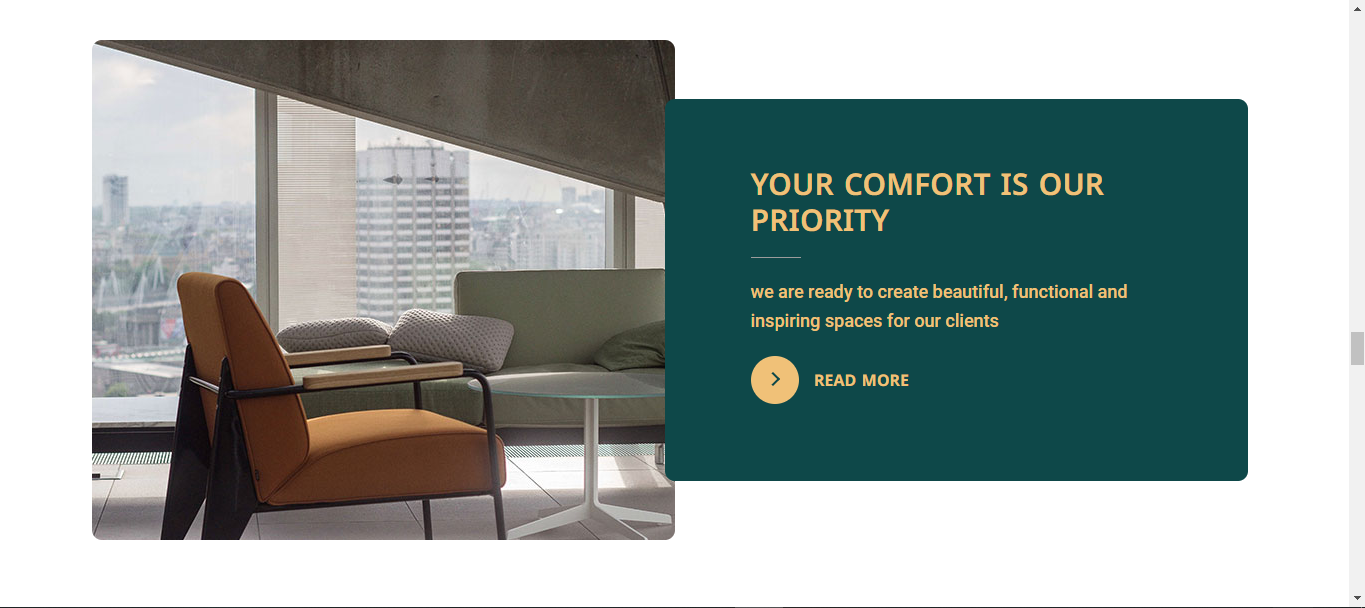 YOUR COMFORT IS OUR
PRIORITY
we are ready to create beautiful, functional and
inspiring spaces for our clients
READ MORE